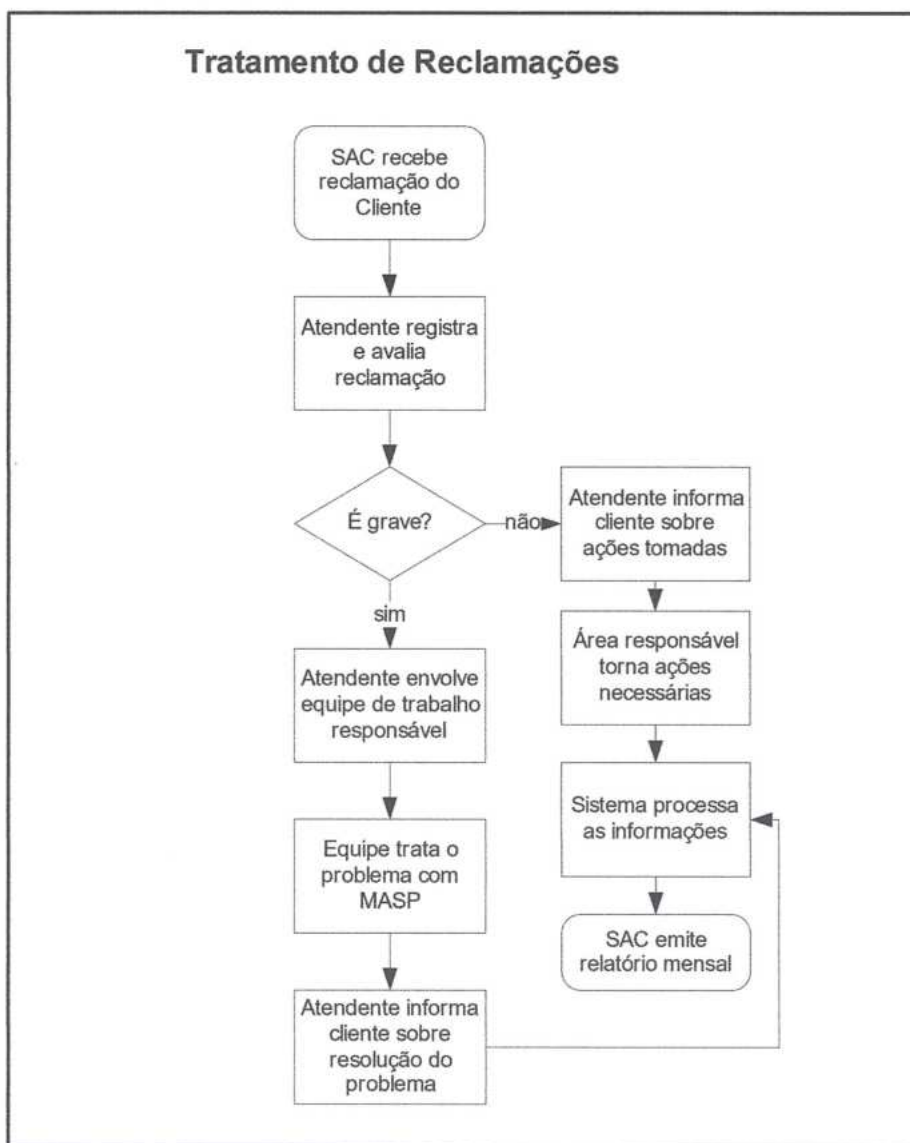 Tratamento de Reclamações
SAC recebe
reclamação do
Cliente
Atendente registra
e avalia
reclamação
É grave?
não
Atendente informa
cliente sobre
ações tomadas
sim
Área responsável
torna ações
necessárias
Atendente envolve
equipe de trabalho
responsável
Sistema processa
as informações
Equipe trata o
problema com
MASP
SAC emite
relatório mensal
Atendente informa
cliente sobre
resolução do
problema